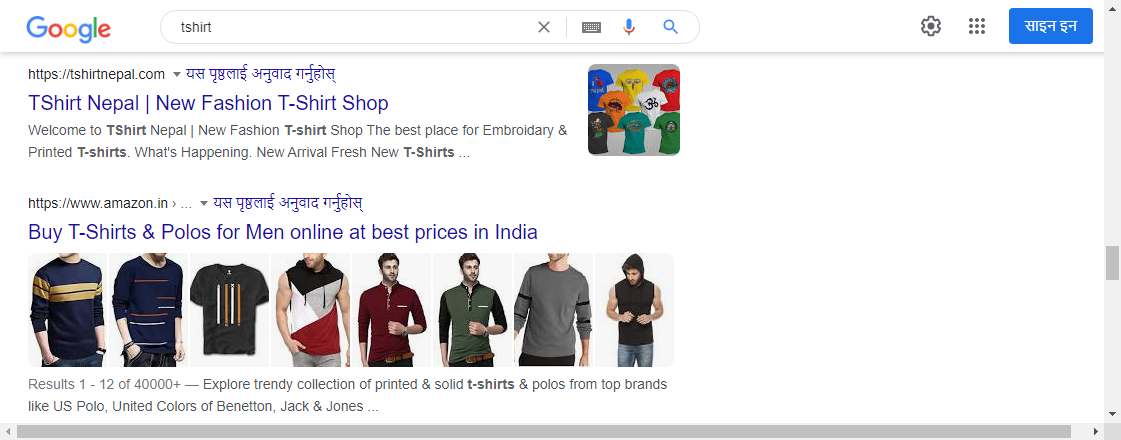 Google
tshirt
साइन इन
https://tshirtnepal.com यस पृष्ठलाई अनुवाद गर्नुहोस्
TShirt Nepal | New Fashion T-Shirt Shop
Welcome to TShirt Nepal | New Fashion T-shirt Shop The best place for Embroidary &
Printed T-shirts. What's Happening. New Arrival Fresh New T-Shirts ...
https://www.amazon.in › ... यस पृष्ठलाई अनुवाद गर्नुहोस्
Buy T-Shirts & Polos for Men online at best prices in India
Results 1 - 12 of 40000+ — Explore trendy collection of printed & solid t-shirts & polos from top brands
like US Polo, United Colors of Benetton, Jack & Jones ...